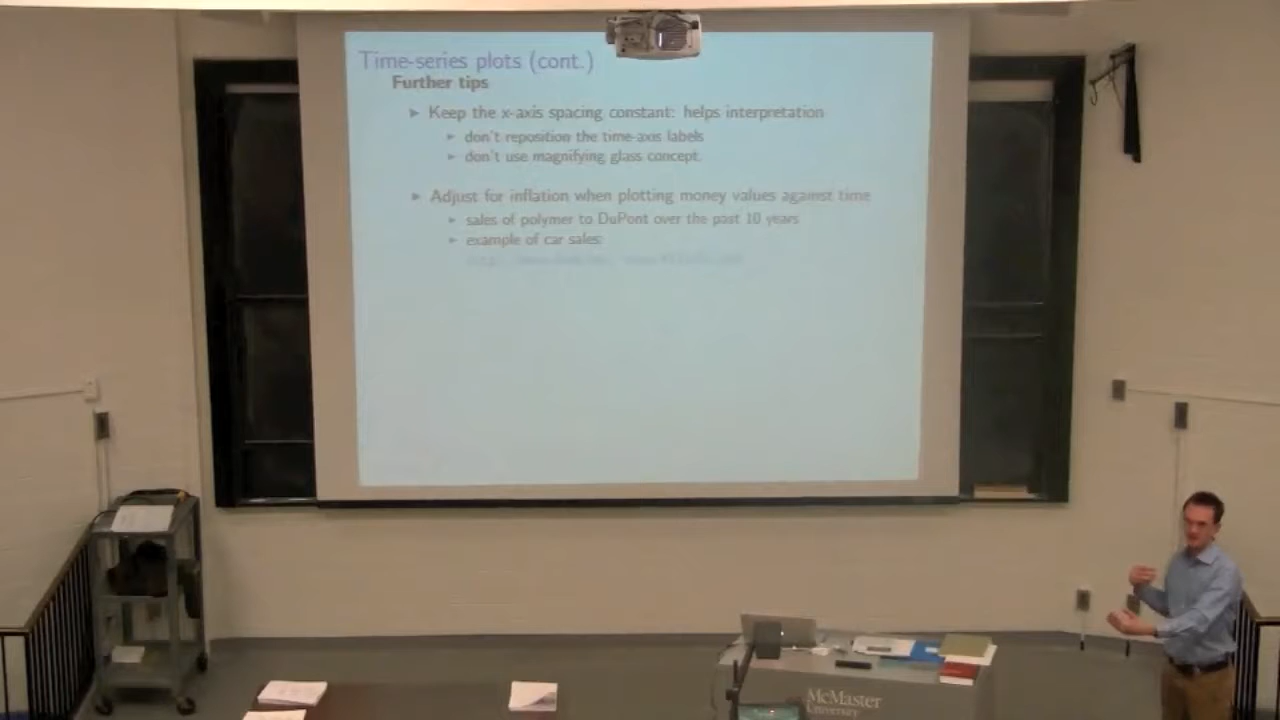 Time-series plots (cont.)
Further tips
► Keep the x-axis spacing constant: helps interpretation
► don't reposition the time-axis labels
► don't use magnifying glass concept.
► Adjust for inflation when plotting money values against time
► sales of polymer to DuPont over the past 10 years
► example of car sales:
McMaster
University